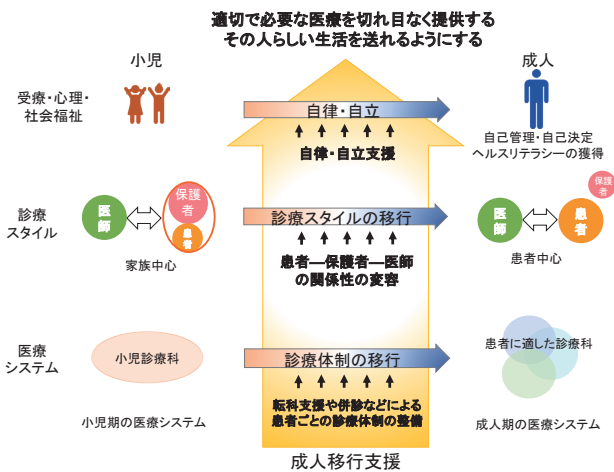 適切で必要な医療を切れ目なく提供する
その人らしい生活を送れるようにする
小児
成人
受療・心理・
社会福祉
自律・自立
自律・自立支援
自己管理・自己決定
ヘルスリテラシーの獲得
診療
スタイル
医師
保護者
患者
家族中心
診療スタイルの移行
患者―保護者―医師
の関係性の変容
医師
患者
保護者
患者中心
医療
システム
小児診療科
小児期の医療システム
診療体制の移行
転科支援や併診などによる
患者ごとの診療体制の整備
患者に適した診療科
成人期の医療システム
成人移行支援